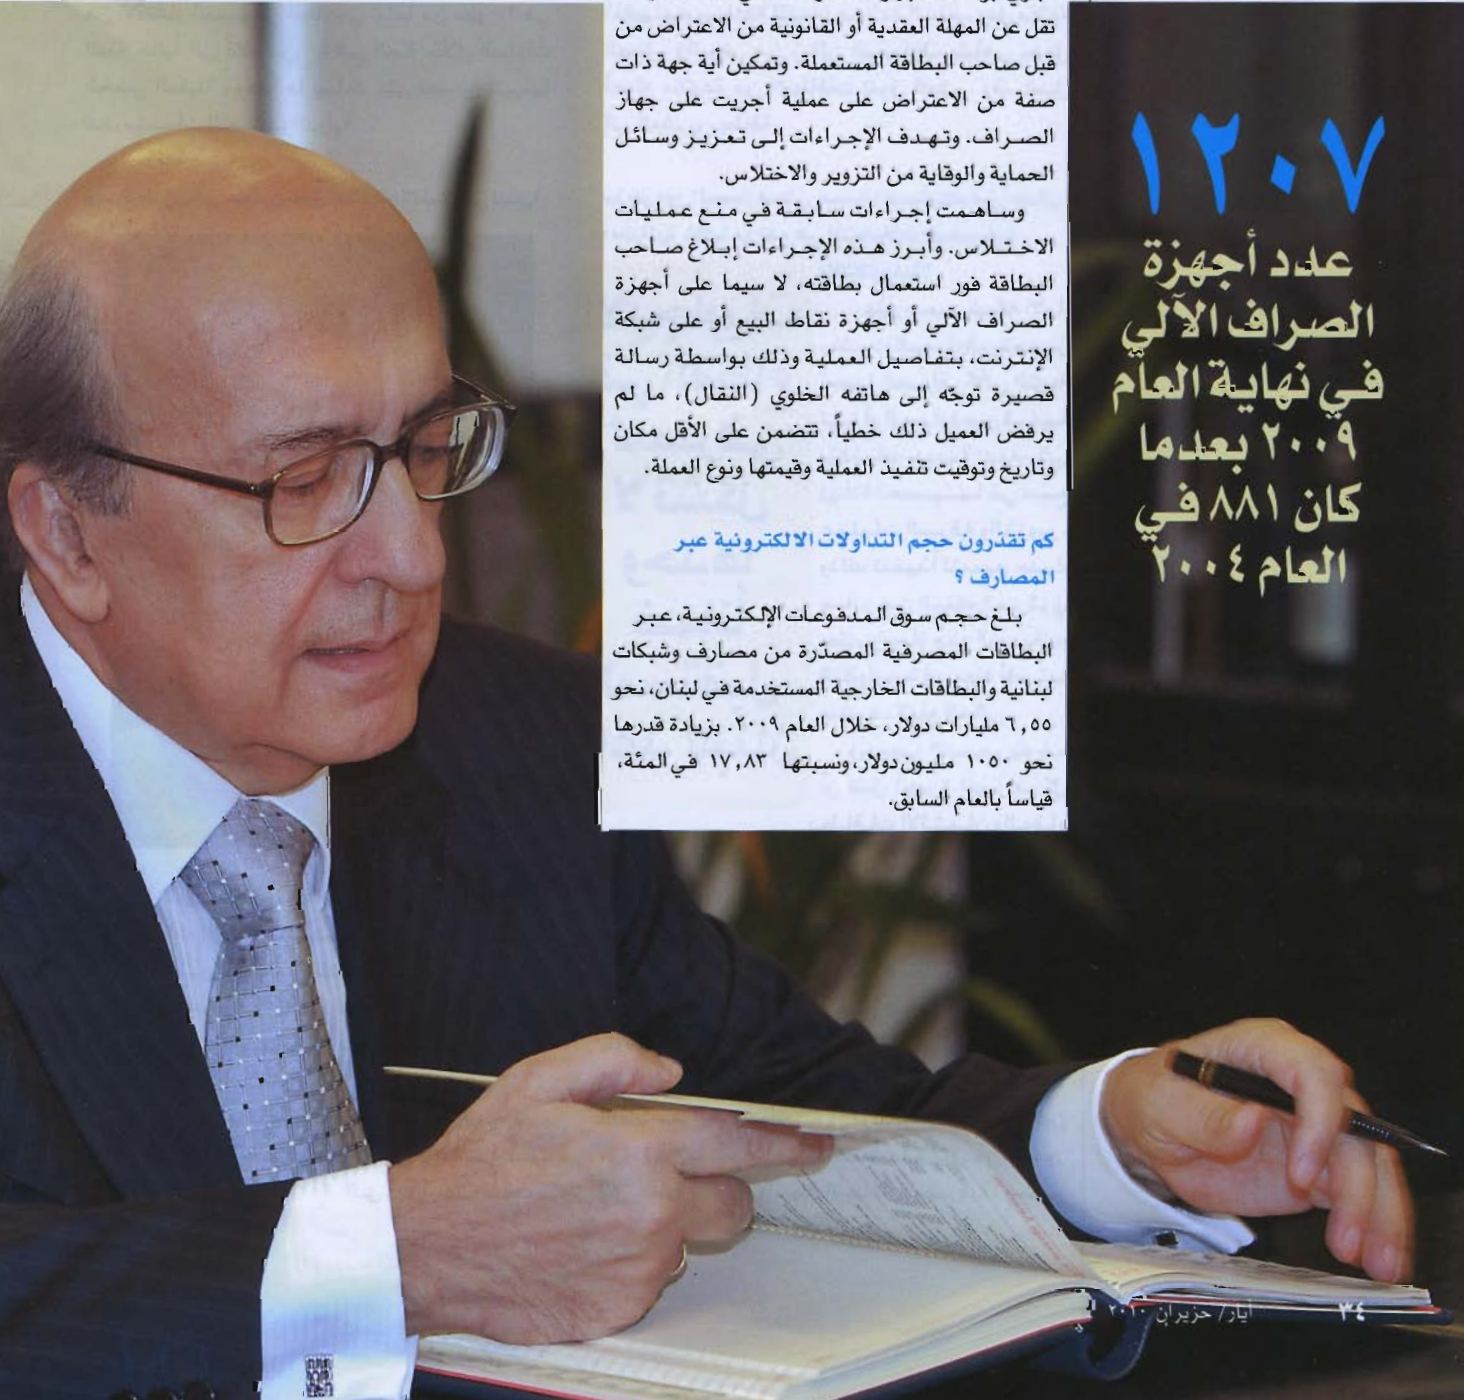 تقل عن المهلة العقدية أو القانونية من الاعتراض من
قبل صاحب البطاقة المستعملة. وتمكين أية جهة ذات
صفة من الاعتراض على عملية أجريت على جهاز
الصراف. وتهدف الإجراءات إلى تعزيز وسائل
الحماية والوقاية من التزوير والاختلاس.
وساهمت إجراءات سابقة في منع عمليات
الاختلاس. وأبرز هذه الإجراءات إبلاغ صاحب
البطاقة فور استعمال بطاقته، لا سيما على أجهزة
الصراف الآلي أو أجهزة نقاط البيع أو على شبكة
الإنترنت، بتفاصيل العملية وذلك بواسطة رسالة
قصيرة توجّه إلى هاتفه الخلوي (النقال)، ما لم
يرفض العميل ذلك خطياً، تتضمن على الأقل مكان
وتاريخ وتوقيت تنفيذ العملية وقيمتها ونوع العملة.
كم تقدّرون حجم التداولات الالكترونية عبر
المصارف ؟
بلغ حجم سوق المدفوعات الإلكترونية، عبر
البطاقات المصرفية المصدّرة من مصارف وشبكات
لبنانية والبطاقات الخارجية المستخدمة في لبنان، نحو
٦,٥٥ مليارات دولار، خلال العام ٢٠٠٩. بزيادة قدرها
نحو ١٠٥٠ مليون دولار، ونسبتها ١٧,٨٣ في المئة،
قياساً بالعام السابق.
١٢٠٧
عدد أجهزة
الصراف الآلي
في نهاية العام
٢٠٠٩ بعدما
كان ٨٨١ في
العام ٢٠٠٤
٣٤ أيار/ حزيران ٢٠١٠